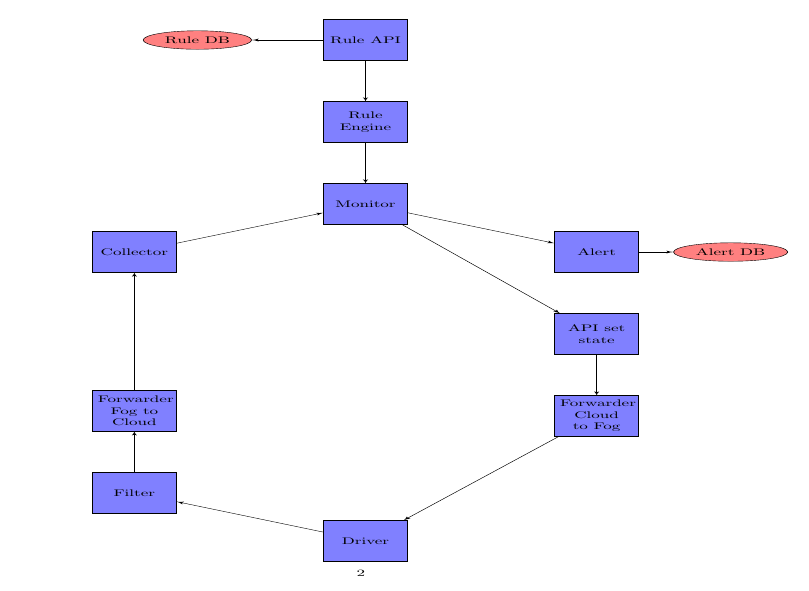 Rule DB
Rule API
Rule
Engine
Monitor
Collector
Alert
Alert DB
API set
state
Forwarder
Fog to
Cloud
Forwarder
Cloud
to Fog
Filter
Driver
2